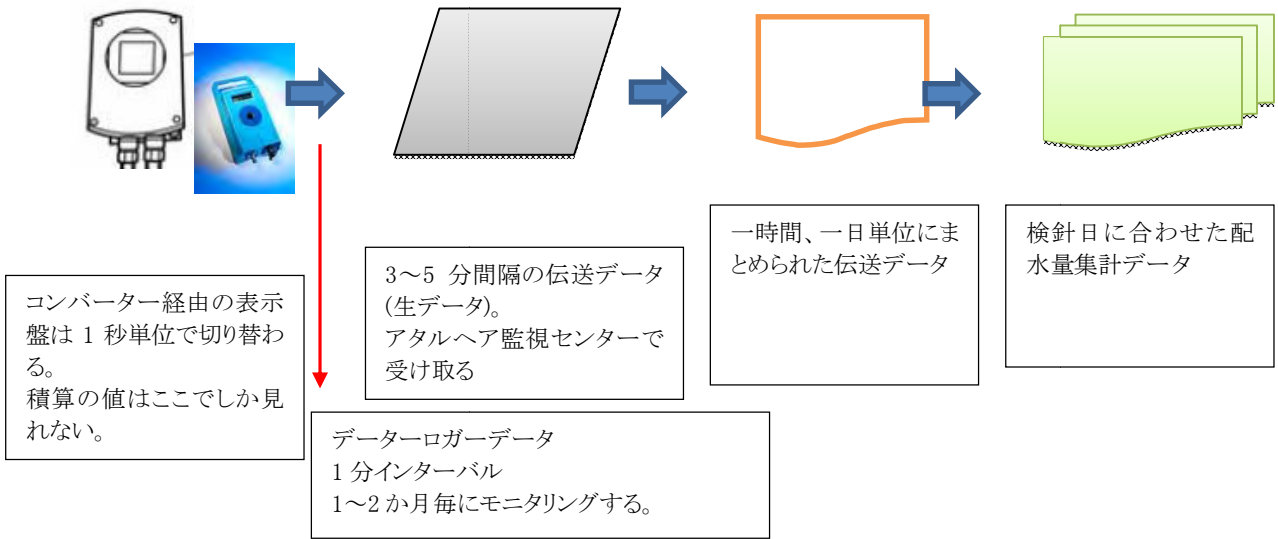 コンバーター経由の表示
盤は 1 秒単位で切り替わ
る。
積算の値はここでしか見
れない。
データーロガーデータ
1 分インターバル
1～2 か月毎にモニタリングする。
3～5 分間隔の伝送データ
(生データ)。
アタルヘア監視センターで
受け取る
一時間、一日単位にま
とめられた伝送データ
検針日に合わせた配
水量集計データ